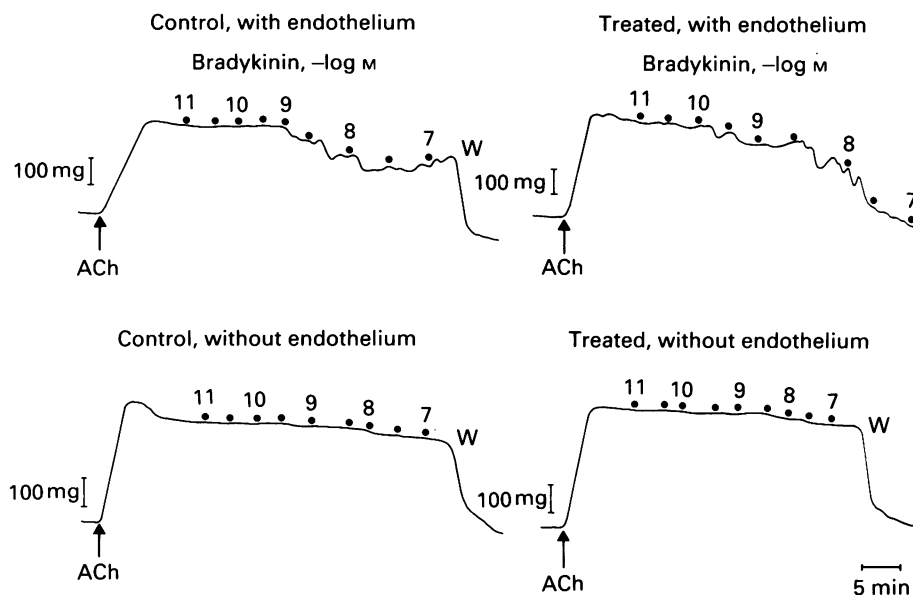 Control, with endothelium
Bradykinin, –log M
11 10 9 8 7 W
100 mg
ACh
Treated, with endothelium
Bradykinin, –log M
11 10 9 8 7
100 mg
ACh
Control, without endothelium
11 10 9 8 7 W
100 mg
ACh
Treated, without endothelium
11 10 9 8 7 W
100 mg
ACh
5 min